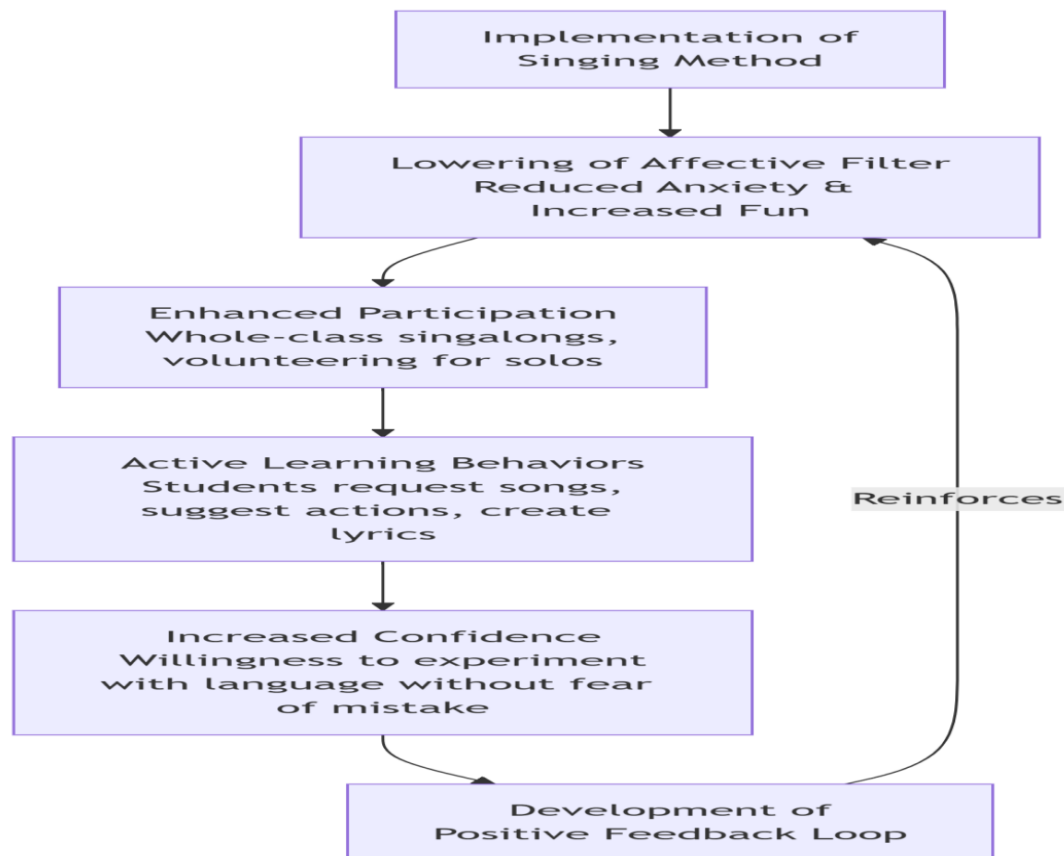 Implementation of
Singing Method
Lowering of Affective Filter
Reduced Anxiety &
Increased Fun
Enhanced Participation
Whole-class singalongs,
volunteering for solos
Active Learning Behaviors
Students request songs,
suggest actions, create
lyrics
Reinforces
Increased Confidence
Willingness to experiment
with language without fear
of mistake
Development of
Positive Feedback Loop